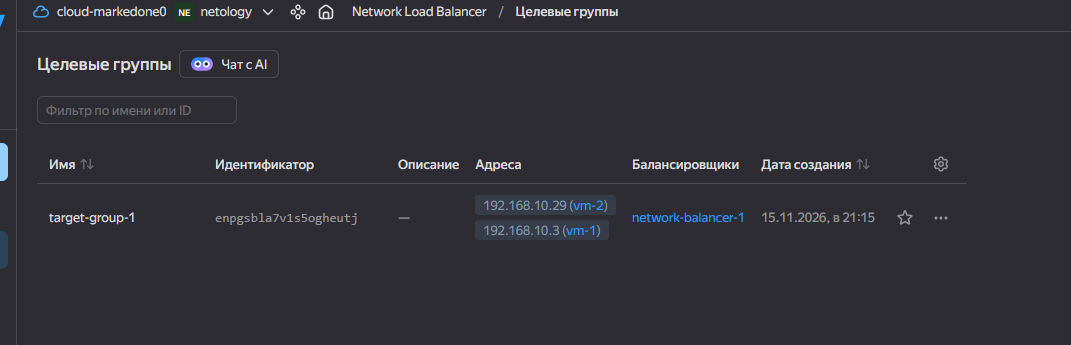 cloud-markedone0 NE netology Network Load Balancer / Целевые группы
Целевые группы Чат с AI
Фильтр по имени или ID
Имя Идентификатор Описание Адреса Балансировщики Дата создания
192.168.10.29 (vm-2)
target-group-1 enpgsbla7v1s5ogheutj — network-balancer-1 15.11.2026, в 21:15
192.168.10.3 (vm-1)